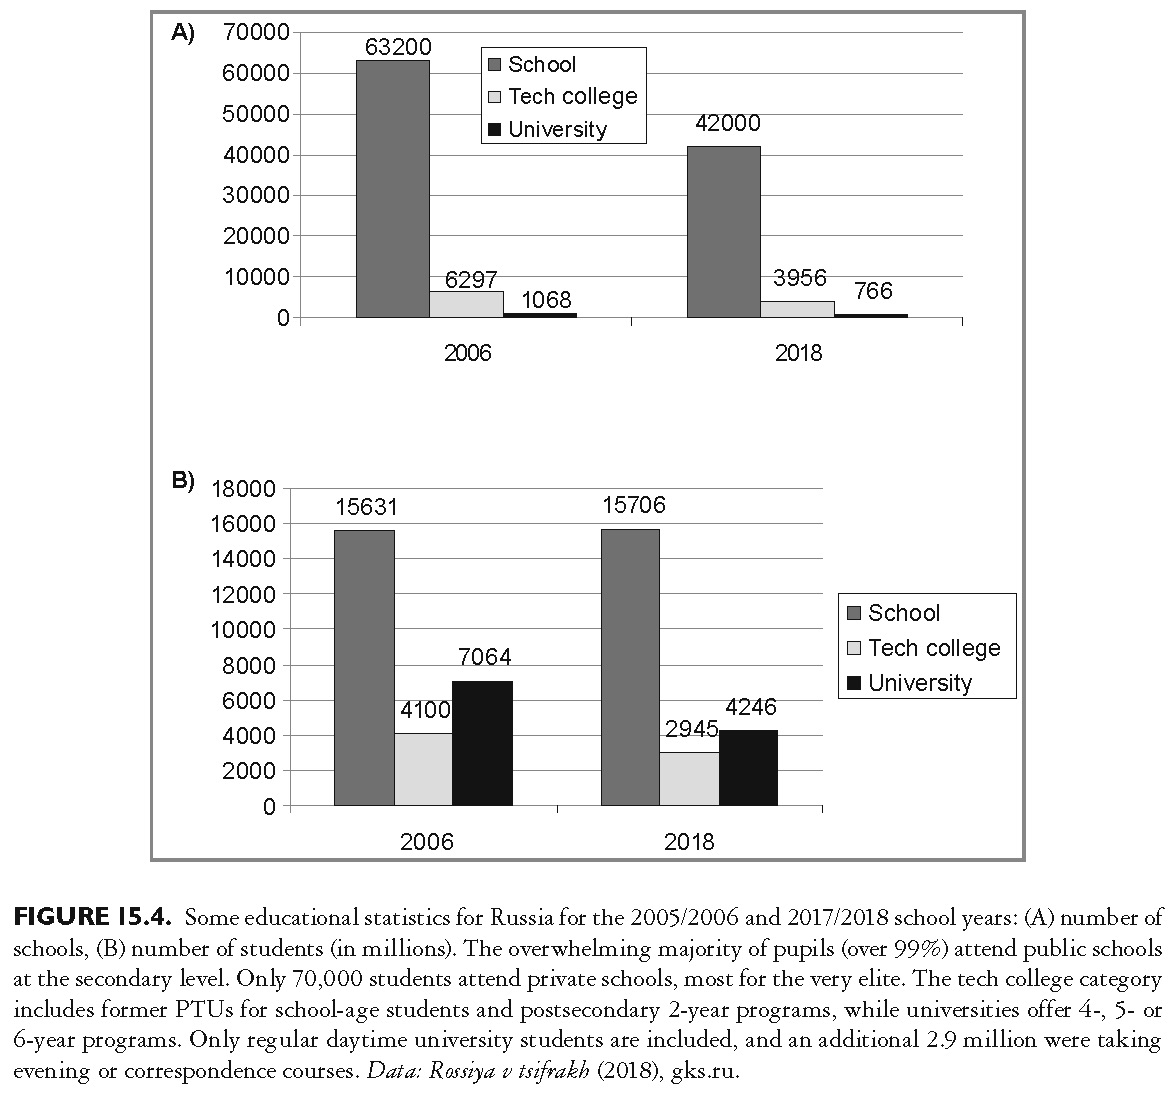 A)
70000
60000
50000
40000
30000
20000
10000
0
63200
6297
1068
42000
3956
766
School
Tech college
University
2006
2018
B)
18000
16000
14000
12000
10000
8000
6000
4000
2000
0
15631
4100
7064
15706
2945
4246
School
Tech college
University
2006
2018
FIGURE 15.4. Some educational statistics for Russia for the 2005/2006 and 2017/2018 school years: (A) number of
schools, (B) number of students (in millions). The overwhelming majority of pupils (over 99%) attend public schools
at the secondary level. Only 70,000 students attend private schools, most for the very elite. The tech college category
includes former PTUs for school-age students and postsecondary 2-year programs, while universities offer 4-, 5- or
6-year programs. Only regular daytime university students are included, and an additional 2.9 million were taking
evening or correspondence courses. Data: Rossiya v tsifrakh (2018), gks.ru.